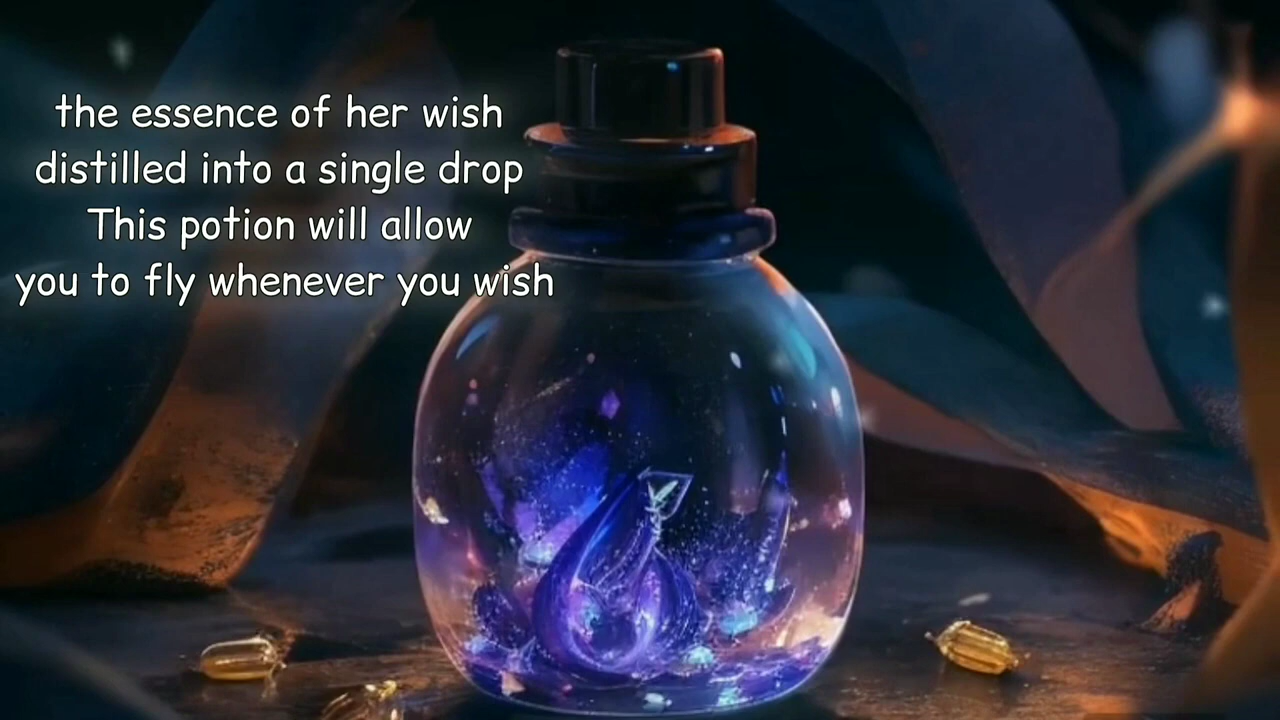 the essence of her wish
distilled into a single drop
This potion will allow
you to fly whenever you wish